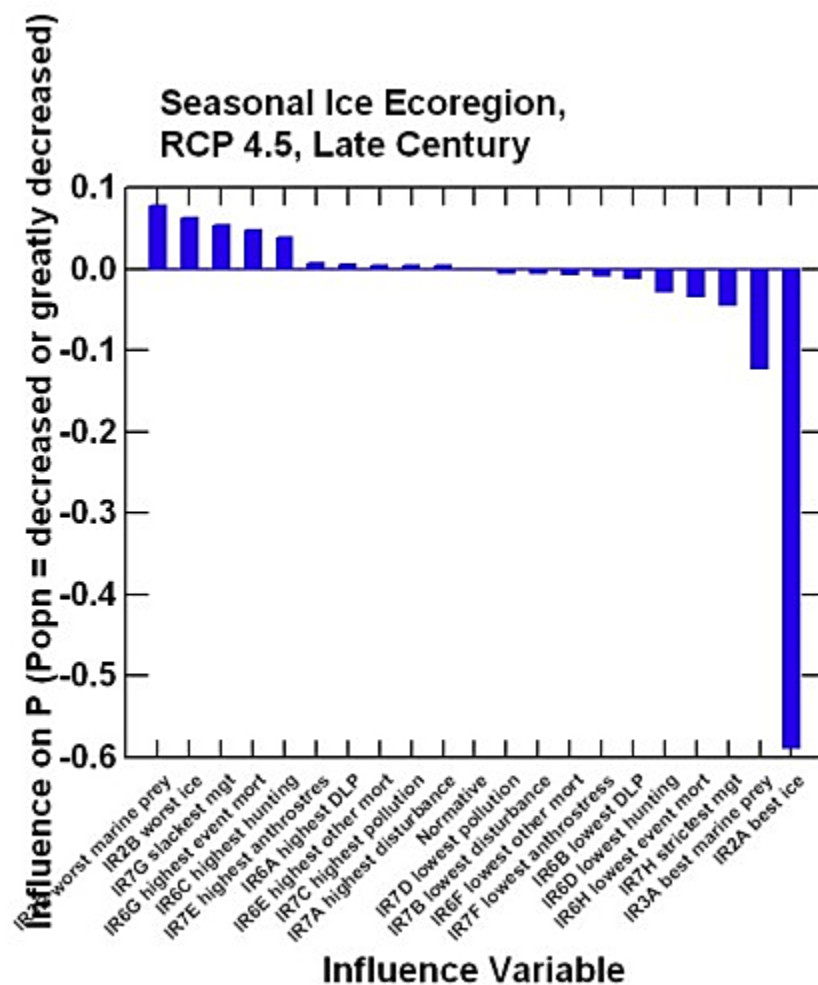 Seasonal Ice Ecoregion,
RCP 4.5, Late Century
Influence on P (Popn = decreased or greatly decreased)
0.1
0.0
-0.1
-0.2
-0.3
-0.4
-0.5
-0.6
worst marine prey
IR2B worst ice
IR7G slackest mgt
IR6G highest event mort
IR6C highest hunting
IR7E highest anthrostres
IR6A highest DLP
IR6E highest other mort
IR7C highest pollution
IR7A highest disturbance
Normative
IR7D lowest pollution
IR7B lowest disturbance
IR6F lowest other mort
IR7F lowest anthrostress
IR6B lowest DLP
IR6D lowest hunting
IR6H lowest event mort
IR7H strictest mgt
IR3A best marine prey
IR2A best ice
Influence Variable